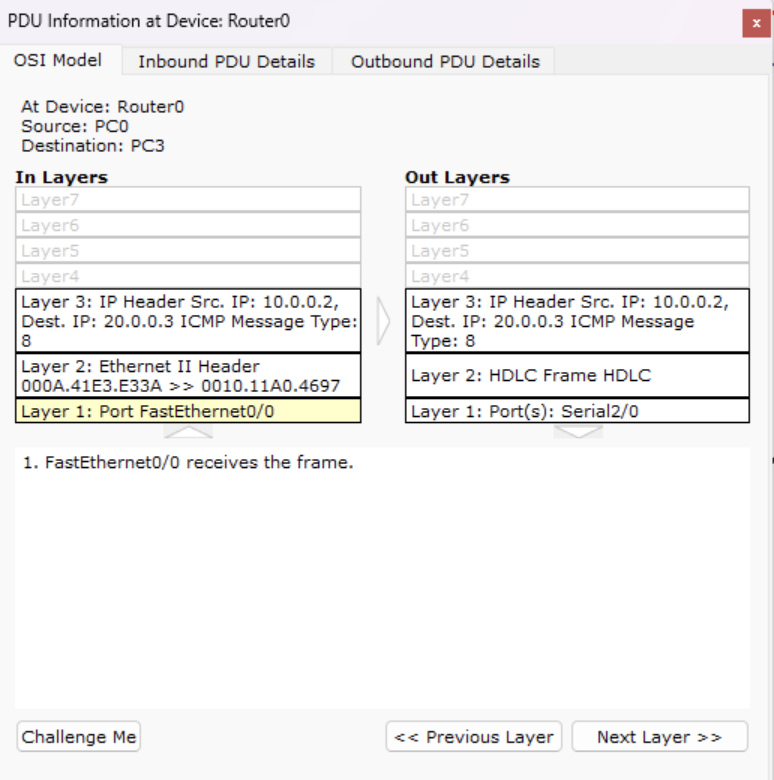 PDU Information at Device: Router0
x
OSI Model
Inbound PDU Details
Outbound PDU Details
At Device: Router0
Source: PC0
Destination: PC3
In Layers
Layer7
Layer6
Layer5
Layer4
Layer 3: IP Header Src. IP: 10.0.0.2,
Dest. IP: 20.0.0.3 ICMP Message Type:
8
Layer 2: Ethernet II Header
000A.41E3.E33A >> 0010.11A0.4697
Layer 1: Port FastEthernet0/0
Out Layers
Layer7
Layer6
Layer5
Layer4
Layer 3: IP Header Src. IP: 10.0.0.2,
Dest. IP: 20.0.0.3 ICMP Message
Type: 8
Layer 2: HDLC Frame HDLC
Layer 1: Port(s): Serial2/0
1. FastEthernet0/0 receives the frame.
Challenge Me
<< Previous Layer
Next Layer >>